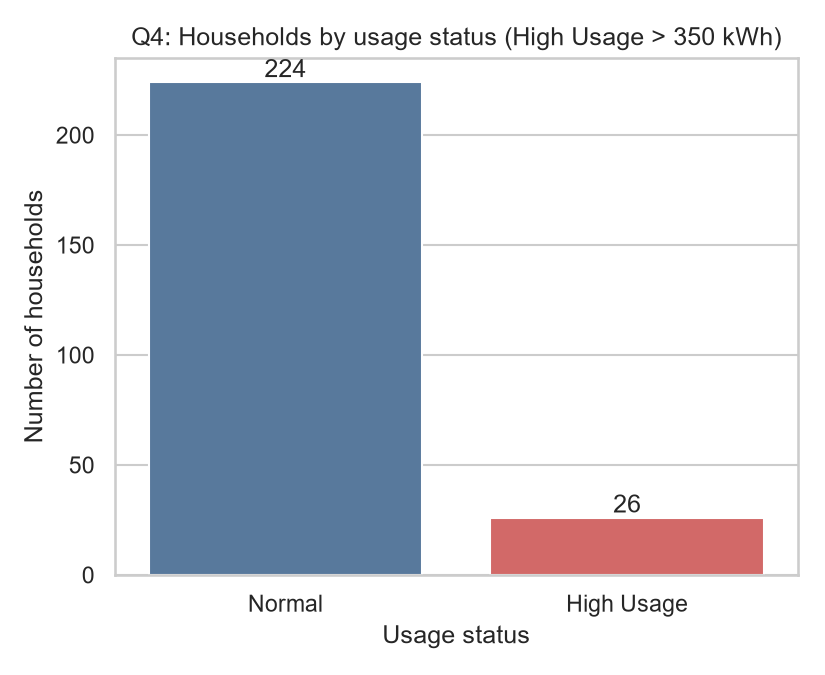 Q4: Households by usage status (High Usage > 350 kWh)
224
200
150
100
50
0
26
Number of households
Normal
High Usage
Usage status